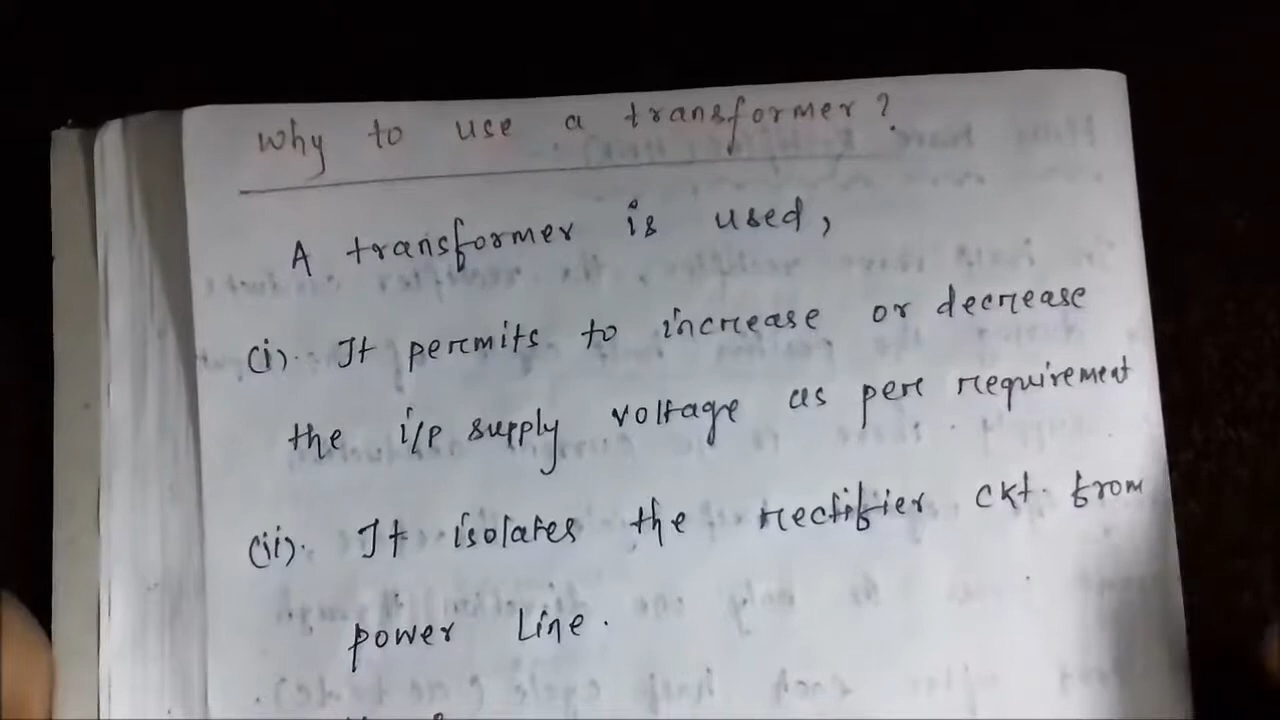 Why to use a transformer?
A transformer is used,
(i). It permits to increase or decrease
the i/p supply voltage as per requirement
(ii). It isolates the rectifier ckt. from
power Line.